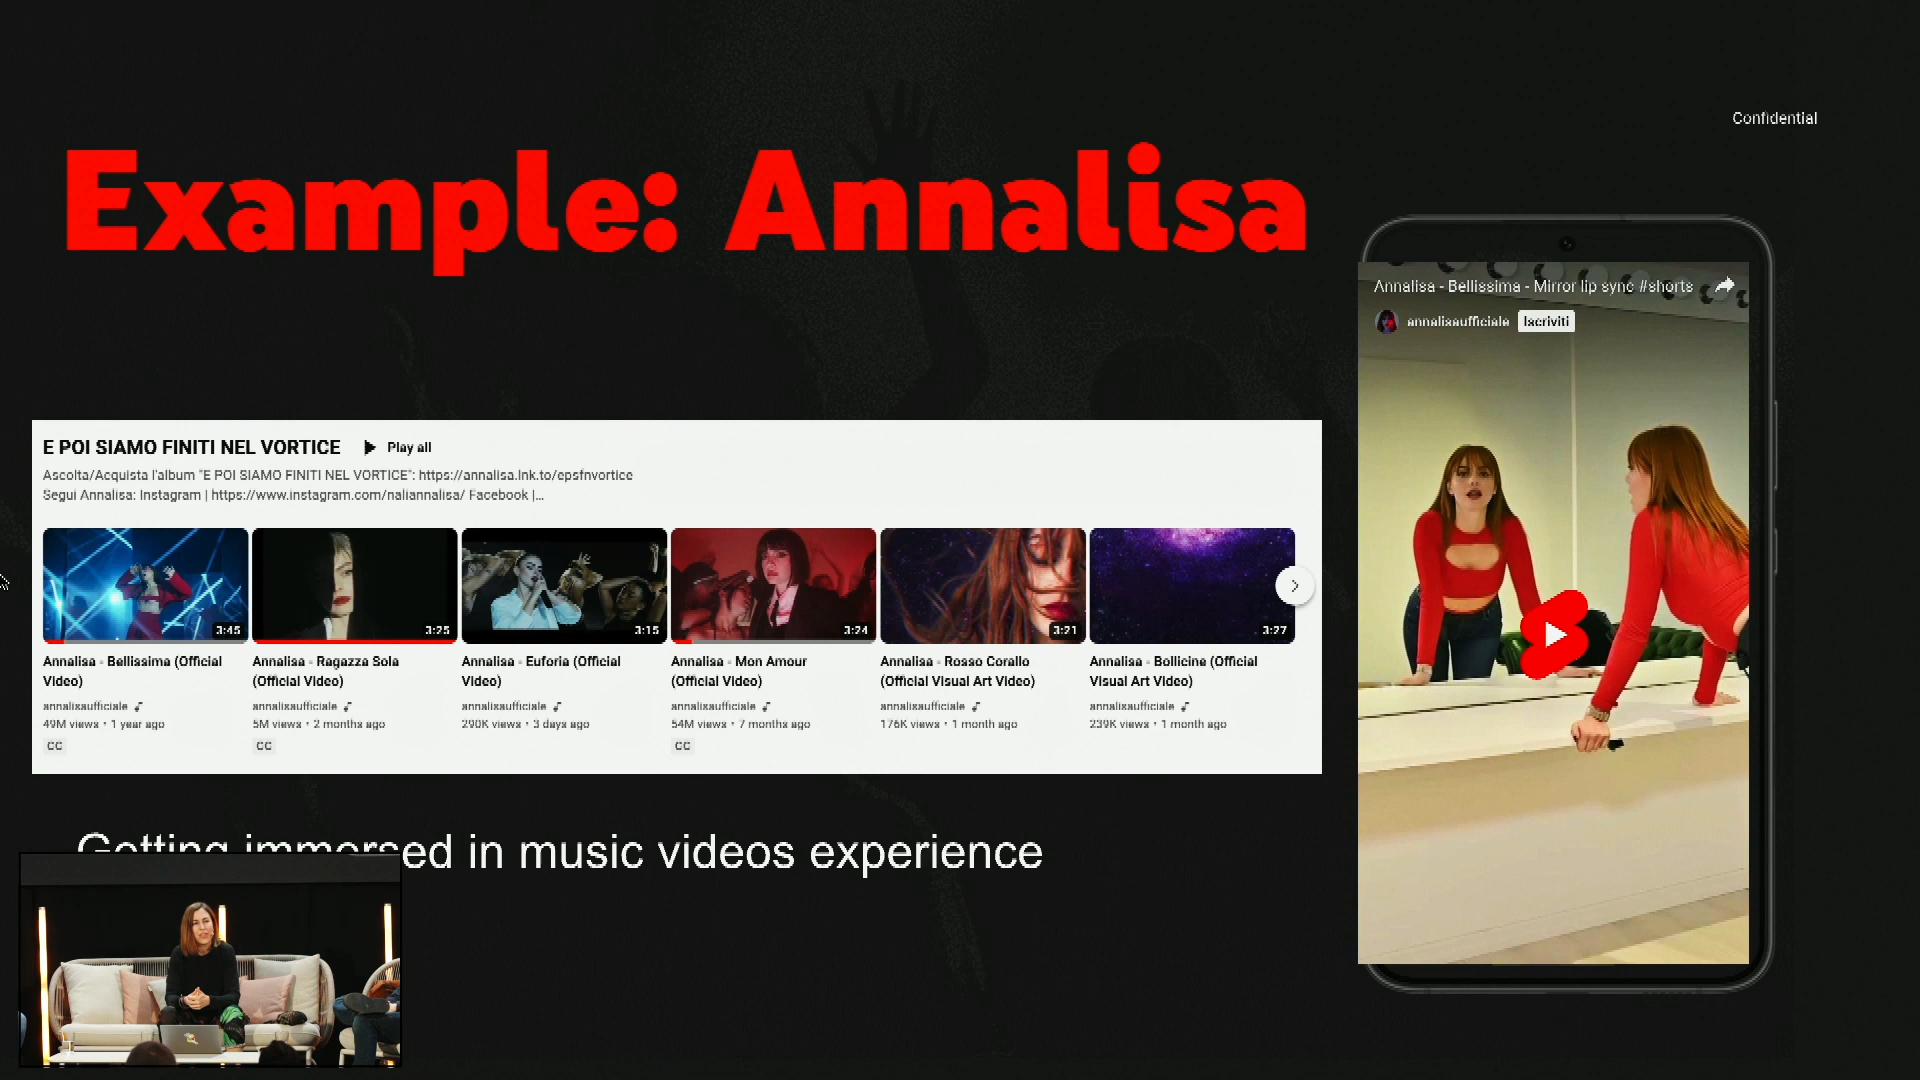 Confidential
Example: Annalisa
Annalisa - Bellissima - Mirror lip sync #shorts
annalisaufficiale Iscriviti
E POI SIAMO FINITI NEL VORTICE Play all
Ascolta/Acquista l'album "E POI SIAMO FINITI NEL VORTICE": https://annalisa.lnk.to/epsfnvortice
Segui Annalisa: Instagram | https://www.instagram.com/naliannalisa/ Facebook |...
3:45
3:25
3:15
3:24
3:21
3:27
Annalisa - Bellissima (Official
Video)
annalisaufficiale
49M views • 1 year ago
CC
Annalisa - Ragazza Sola
(Official Video)
annalisaufficiale
5M views • 2 months ago
CC
Annalisa - Euforia (Official
Video)
annalisaufficiale
290K views • 3 days ago
Annalisa - Mon Amour
(Official Video)
annalisaufficiale
54M views • 7 months ago
CC
Annalisa - Rosso Corallo
(Official Visual Art Video)
annalisaufficiale
176K views • 1 month ago
Annalisa - Bollicine (Official
Visual Art Video)
annalisaufficiale
239K views • 1 month ago
Getting immersed in music videos experience